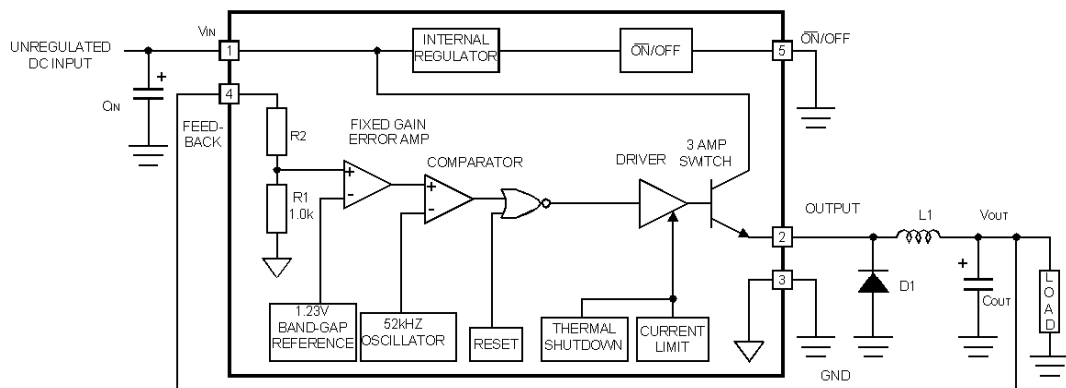 UNREGULATED
DC INPUT
VIN
1
INTERNAL
REGULATOR
ON/OFF
5
ON/OFF
+
CIN
4
FEED-
BACK
R2
R1
1.0k
FIXED GAIN
ERROR AMP
+
-
COMPARATOR
+
-
DRIVER
3 AMP
SWITCH
OUTPUT
2
L1
VOUT
D1
+
COUT
LOAD
3
GND
1.23V
BAND-GAP
REFERENCE
52kHZ
OSCILLATOR
RESET
THERMAL
SHUTDOWN
CURRENT
LIMIT